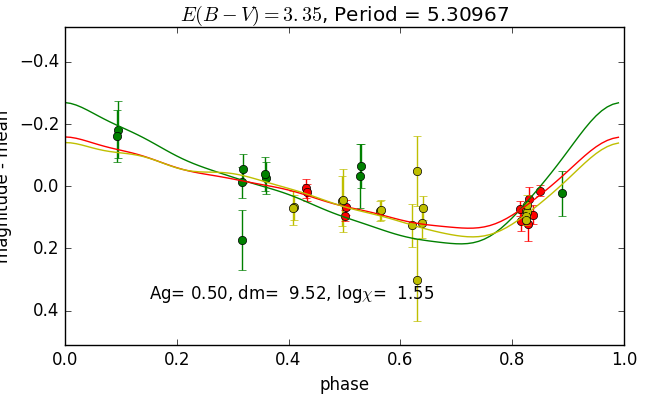 E(B − V) = 3.35, Period = 5.30967
−0.4
−0.2
0.0
0.2
0.4
magnitude - mean
Ag= 0.50, dm= 9.52, logχ= 1.55
0.0 0.2 0.4 0.6 0.8 1.0
phase